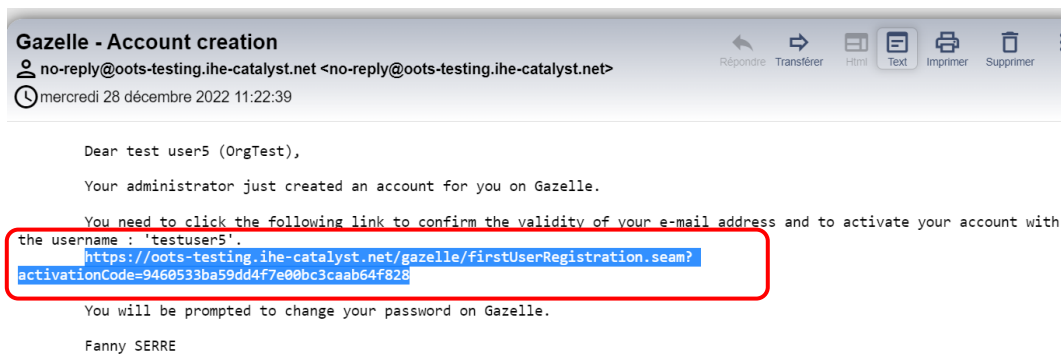 Gazelle - Account creation
no-reply@oots-testing.ihe-catalyst.net <no-reply@oots-testing.ihe-catalyst.net>
mercredi 28 décembre 2022 11:22:39
Répondre Transférer Html Text Imprimer Supprimer
Dear test user5 (OrgTest),
Your administrator just created an account for you on Gazelle.
You need to click the following link to confirm the validity of your e-mail address and to activate your account with
the username : 'testuser5'.
https://oots-testing.ihe-catalyst.net/gazelle/firstUserRegistration.seam?
activationCode=9460533ba59dd4f7e00bc3caab64f828
You will be prompted to change your password on Gazelle.
Fanny SERRE